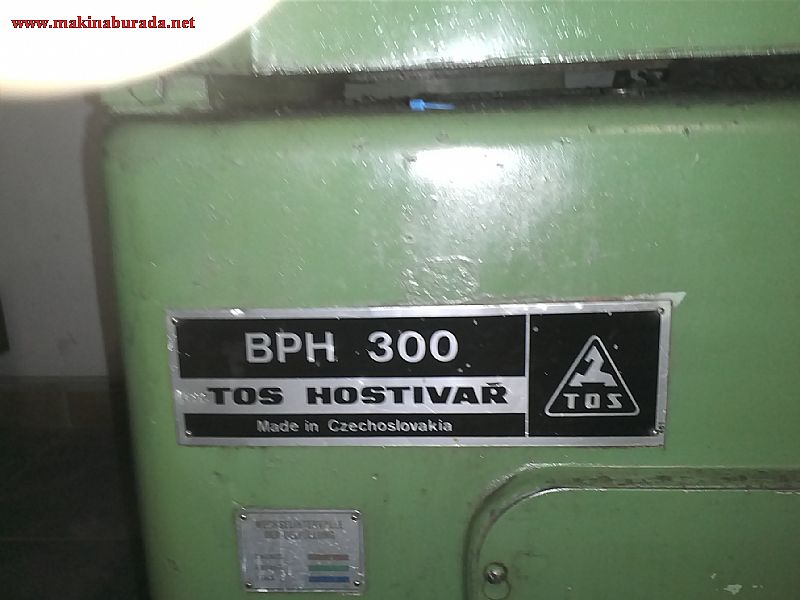 www.makinaburada.net
BPH 300
TOS HOSTIVAŘ
Made in Czechoslovakia
TOS